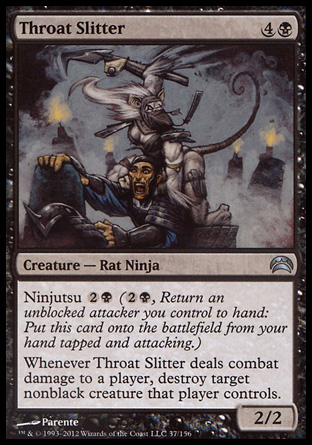 Throat Slitter 4
Creature — Rat Ninja
Ninjutsu 2 ( 2 , Return an
unblocked attacker you control to hand:
Put this card onto the battlefield from your
hand tapped and attacking.)
Whenever Throat Slitter deals combat
damage to a player, destroy target
nonblack creature that player controls.
Parente
™ & © 1993–2012 Wizards of the Coast LLC 37/156
2/2